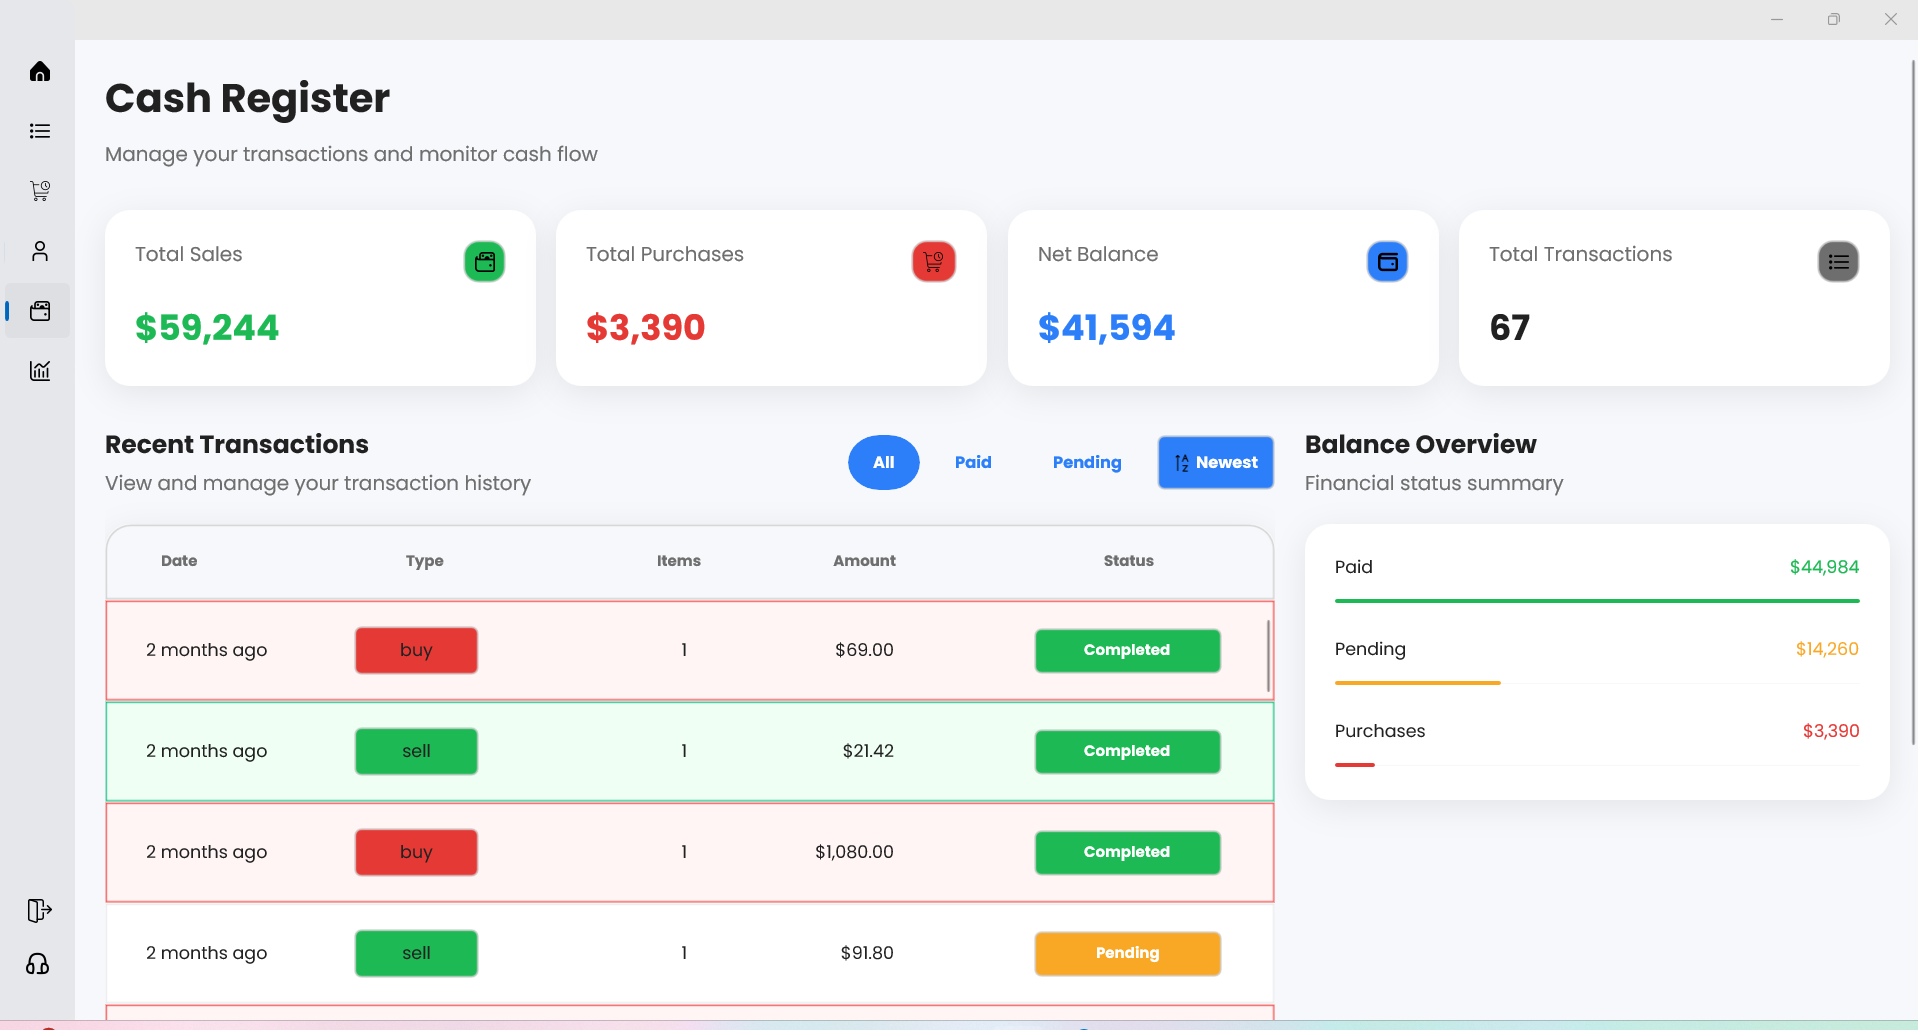 Cash Register
Manage your transactions and monitor cash flow
Total Sales
$59,244
Total Purchases
$3,390
Net Balance
$41,594
Total Transactions
67
Recent Transactions
View and manage your transaction history
All
Paid
Pending
Newest
Date Type Items Amount Status
2 months ago buy 1 $69.00 Completed
2 months ago sell 1 $21.42 Completed
2 months ago buy 1 $1,080.00 Completed
2 months ago sell 1 $91.80 Pending
Balance Overview
Financial status summary
Paid $44,984
Pending $14,260
Purchases $3,390